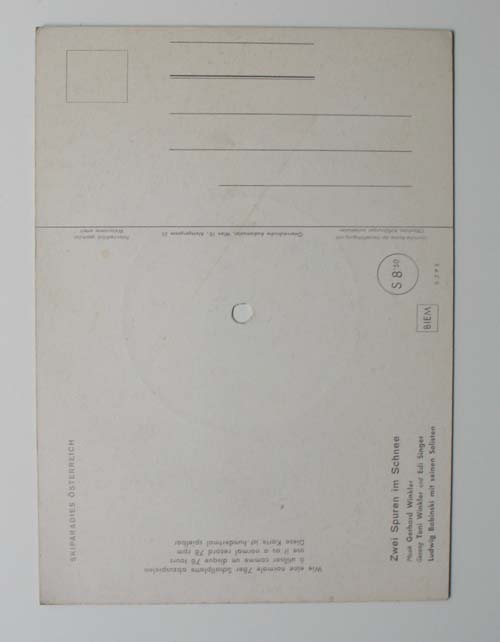 SKIPARADIES ÖSTERREICH
Zwei Spuren im Schnee
Musik Gerhard Winkler
Gesang Toni Winkler und Edi Singer
Ludwig Babinski mit seinen Solisten
BIEM
S 8·50
Wie eine normale 78er Schallplatte abzuspielen
à utiliser comme un disque 78 tours
use it as a normal record 78 rpm
Diese Karte ist hundertmal spielbar